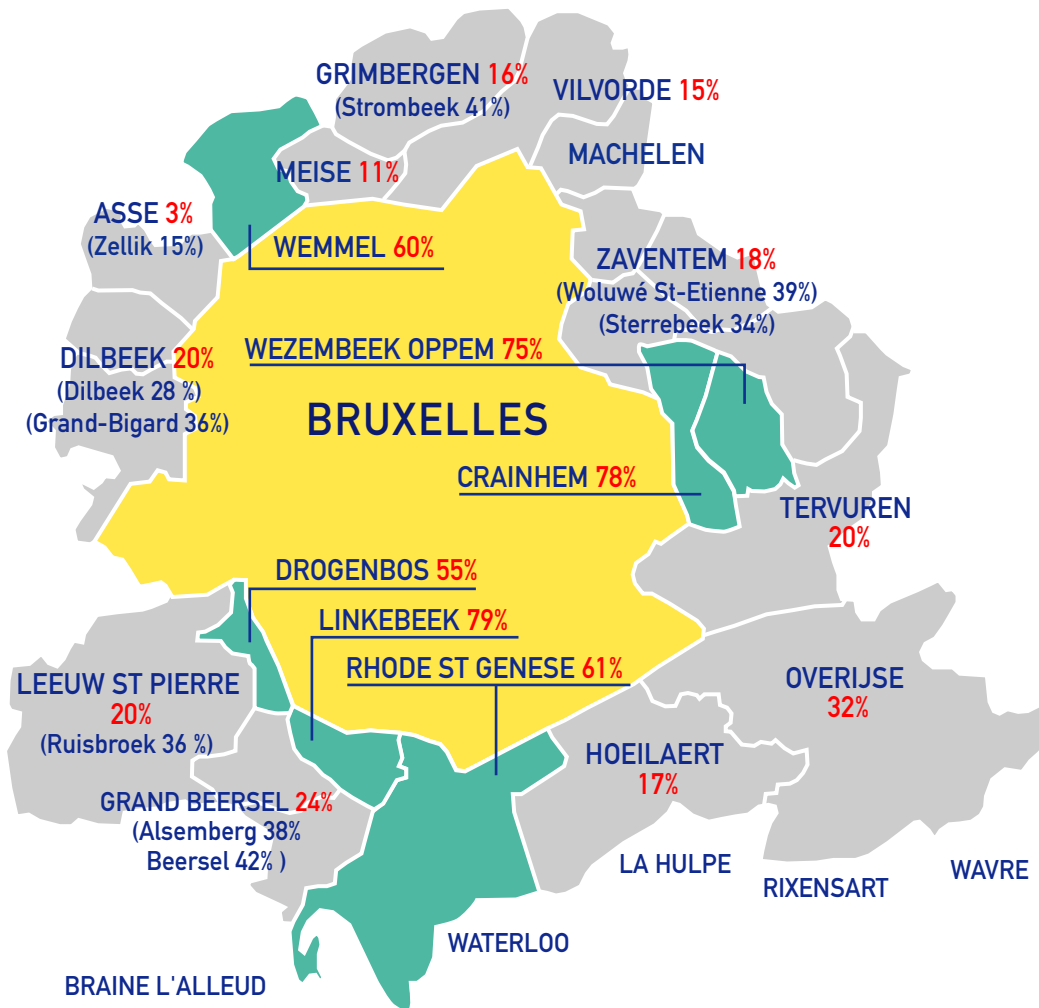 GRIMBERGEN 16%
(Strombeek 41%)
VILVORDE 15%
MACHELEN
MEISE 11%
ASSE 3%
(Zellik 15%)
WEMMEL 60%
ZAVENTEM 18%
(Woluwé St-Etienne 39%)
(Sterrebeek 34%)
DILBEEK 20%
(Dilbeek 28 %)
(Grand-Bigard 36%)
WEZEMBEEK OPPEM 75%
BRUXELLES
CRAINHEM 78%
TERVUREN
20%
DROGENBOS 55%
LINKEBEEK 79%
RHODE ST GENESE 61%
LEEUW ST PIERRE
20%
(Ruisbroek 36 %)
OVERIJSE
32%
HOEILAERT
17%
GRAND BEERSEL 24%
(Alsemberg 38%
Beersel 42% )
LA HULPE
RIXENSART
WAVRE
WATERLOO
BRAINE L'ALLEUD